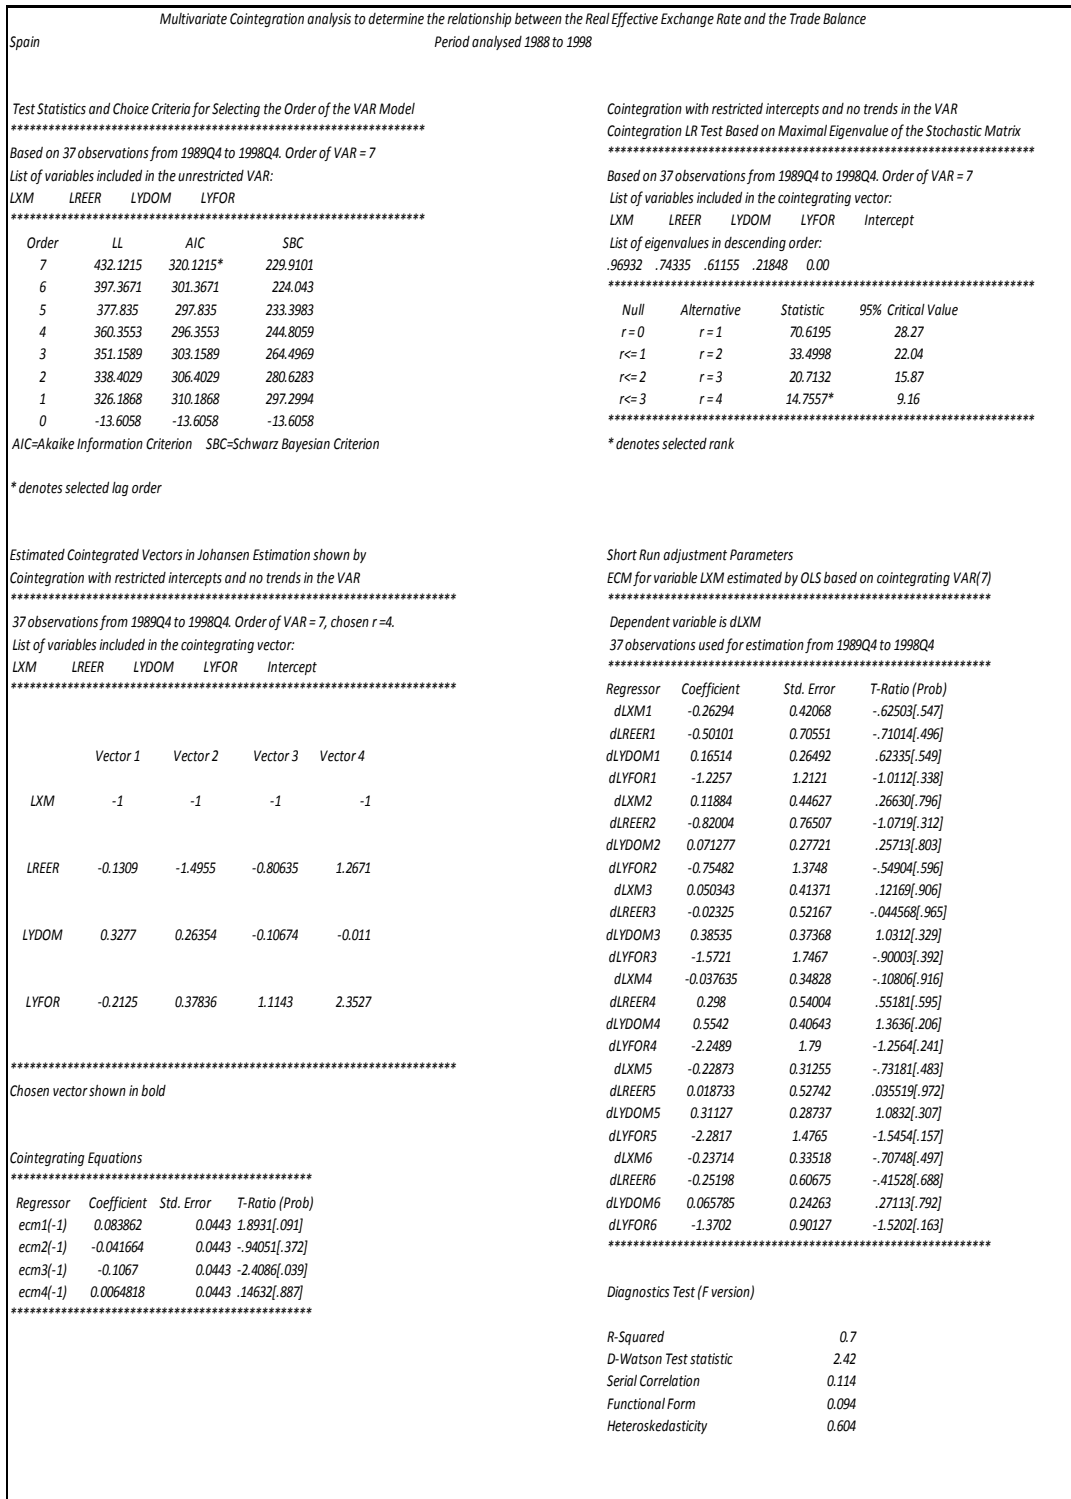 Multivariate Cointegration analysis to determine the relationship between the Real Effective Exchange Rate and the Trade Balance
Spain Period analysed 1988 to 1998
Test Statistics and Choice Criteria for Selecting the Order of the VAR Model
******************************************************************
Based on 37 observations from 1989Q4 to 1998Q4. Order of VAR = 7
List of variables included in the unrestricted VAR:
LXM LREER LYDOM LYFOR
******************************************************************
Order LL AIC SBC
7 432.1215 320.1215* 229.9101
6 397.3671 301.3671 224.043
5 377.835 297.835 233.3983
4 360.3553 296.3553 244.8059
3 351.1589 303.1589 264.4969
2 338.4029 306.4029 280.6283
1 326.1868 310.1868 297.2994
0 -13.6058 -13.6058 -13.6058
AIC=Akaike Information Criterion SBC=Schwarz Bayesian Criterion
* denotes selected lag order
Cointegration with restricted intercepts and no trends in the VAR
Cointegration LR Test Based on Maximal Eigenvalue of the Stochastic Matrix
********************************************************************
Based on 37 observations from 1989Q4 to 1998Q4. Order of VAR = 7
List of variables included in the cointegrating vector:
LXM LREER LYDOM LYFOR Intercept
List of eigenvalues in descending order:
.96932 .74335 .61155 .21848 0.00
********************************************************************
Null Alternative Statistic 95% Critical Value
r = 0 r = 1 70.6195 28.27
r<= 1 r = 2 33.4998 22.04
r<= 2 r = 3 20.7132 15.87
r<= 3 r = 4 14.7557* 9.16
********************************************************************
* denotes selected rank
Estimated Cointegrated Vectors in Johansen Estimation shown by
Cointegration with restricted intercepts and no trends in the VAR
***********************************************************************
37 observations from 1989Q4 to 1998Q4. Order of VAR = 7, chosen r =4.
List of variables included in the cointegrating vector:
LXM LREER LYDOM LYFOR Intercept
***********************************************************************
Vector 1 Vector 2 Vector 3 Vector 4
LXM -1 -1 -1 -1
LREER -0.1309 -1.4955 -0.80635 1.2671
LYDOM 0.3277 0.26354 -0.10674 -0.011
LYFOR -0.2125 0.37836 1.1143 2.3527
***********************************************************************
Chosen vector shown in bold
Cointegrating Equations
************************************************
Regressor Coefficient Std. Error T-Ratio (Prob)
ecm1(-1) 0.083862 0.0443 1.8931[.091]
ecm2(-1) -0.041664 0.0443 -.94051[.372]
ecm3(-1) -0.1067 0.0443 -2.4086[.039]
ecm4(-1) 0.0064818 0.0443 .14632[.887]
************************************************
Short Run adjustment Parameters
ECM for variable LXM estimated by OLS based on cointegrating VAR(7)
*************************************************************
Dependent variable is dLXM
37 observations used for estimation from 1989Q4 to 1998Q4
*************************************************************
Regressor Coefficient Std. Error T-Ratio (Prob)
dLXM1 -0.26294 0.42068 -.62503[.547]
dLREER1 -0.50101 0.70551 -.71014[.496]
dLYDOM1 0.16514 0.26492 .62335[.549]
dLYFOR1 -1.2257 1.2121 -1.0112[.338]
dLXM2 0.11884 0.44627 .26630[.796]
dLREER2 -0.82004 0.76507 -1.0719[.312]
dLYDOM2 0.071277 0.27721 .25713[.803]
dLYFOR2 -0.75482 1.3748 -.54904[.596]
dLXM3 0.050343 0.41371 .12169[.906]
dLREER3 -0.02325 0.52167 -.044568[.965]
dLYDOM3 0.38535 0.37368 1.0312[.329]
dLYFOR3 -1.5721 1.7467 -.90003[.392]
dLXM4 -0.037635 0.34828 -.10806[.916]
dLREER4 0.298 0.54004 .55181[.595]
dLYDOM4 0.5542 0.40643 1.3636[.206]
dLYFOR4 -2.2489 1.79 -1.2564[.241]
dLXM5 -0.22873 0.31255 -.73181[.483]
dLREER5 0.018733 0.52742 .035519[.972]
dLYDOM5 0.31127 0.28737 1.0832[.307]
dLYFOR5 -2.2817 1.4765 -1.5454[.157]
dLXM6 -0.23714 0.33518 -.70748[.497]
dLREER6 -0.25198 0.60675 -.41528[.688]
dLYDOM6 0.065785 0.24263 .27113[.792]
dLYFOR6 -1.3702 0.90127 -1.5202[.163]
*************************************************************
Diagnostics Test (F version)
R-Squared 0.7
D-Watson Test statistic 2.42
Serial Correlation 0.114
Functional Form 0.094
Heteroskedasticity 0.604